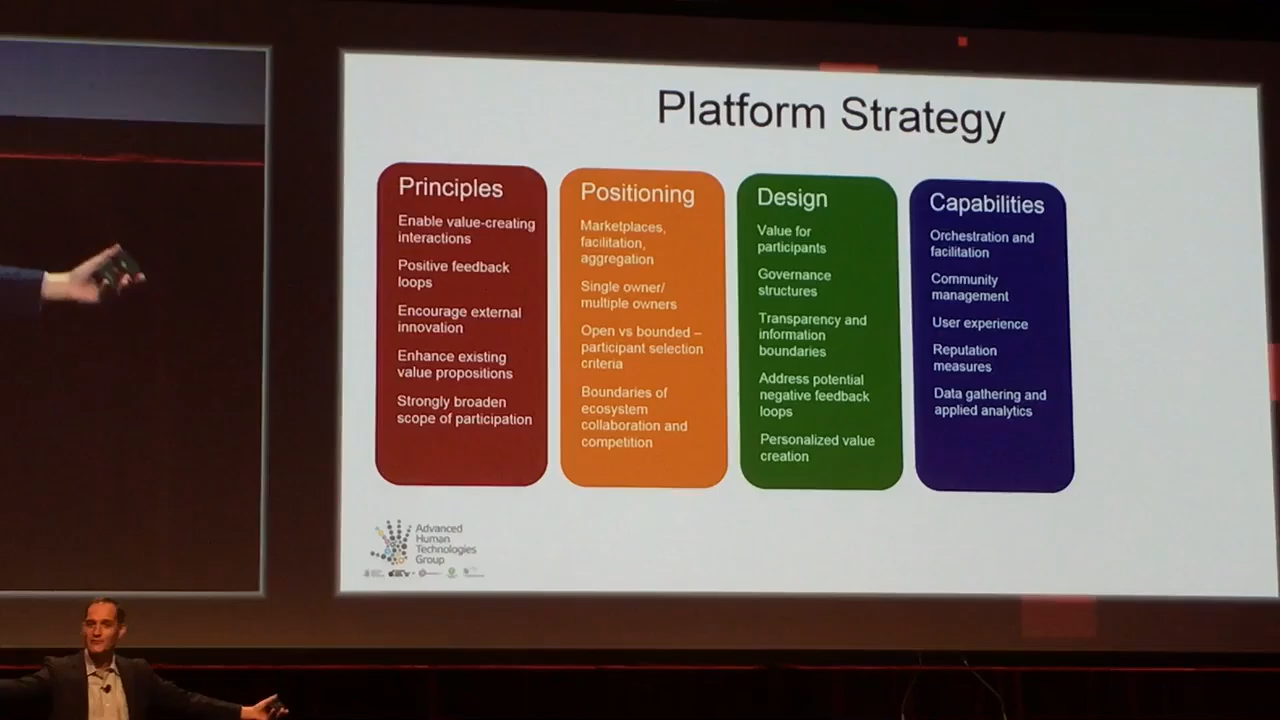 Platform Strategy
Principles
Enable value-creating
interactions
Positive feedback
loops
Encourage external
innovation
Enhance existing
value propositions
Strongly broaden
scope of participation
Positioning
Marketplaces,
facilitation,
aggregation
Single owner/
multiple owners
Open vs bounded –
participant selection
criteria
Boundaries of
ecosystem
collaboration and
competition
Design
Value for
participants
Governance
structures
Transparency and
information
boundaries
Address potential
negative feedback
loops
Personalized value
creation
Capabilities
Orchestration and
facilitation
Community
management
User experience
Reputation
measures
Data gathering and
applied analytics
Advanced
Human
Technologies
Group